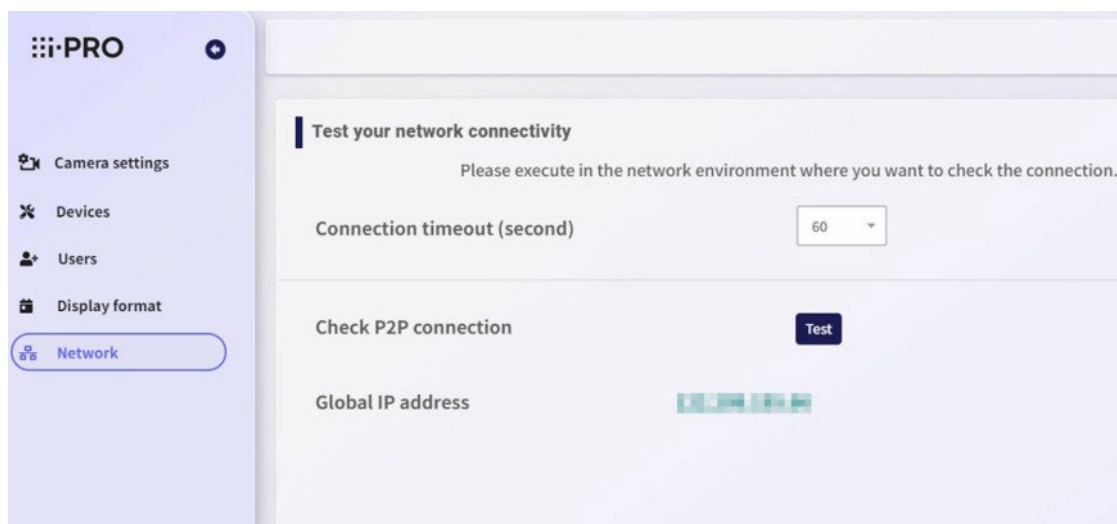 i-PRO
Camera settings
Devices
Users
Display format
Network
Test your network connectivity
Please execute in the network environment where you want to check the connection.
Connection timeout (second)
60
Check P2P connection
Test
Global IP address